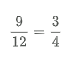 9/12 = 3/4